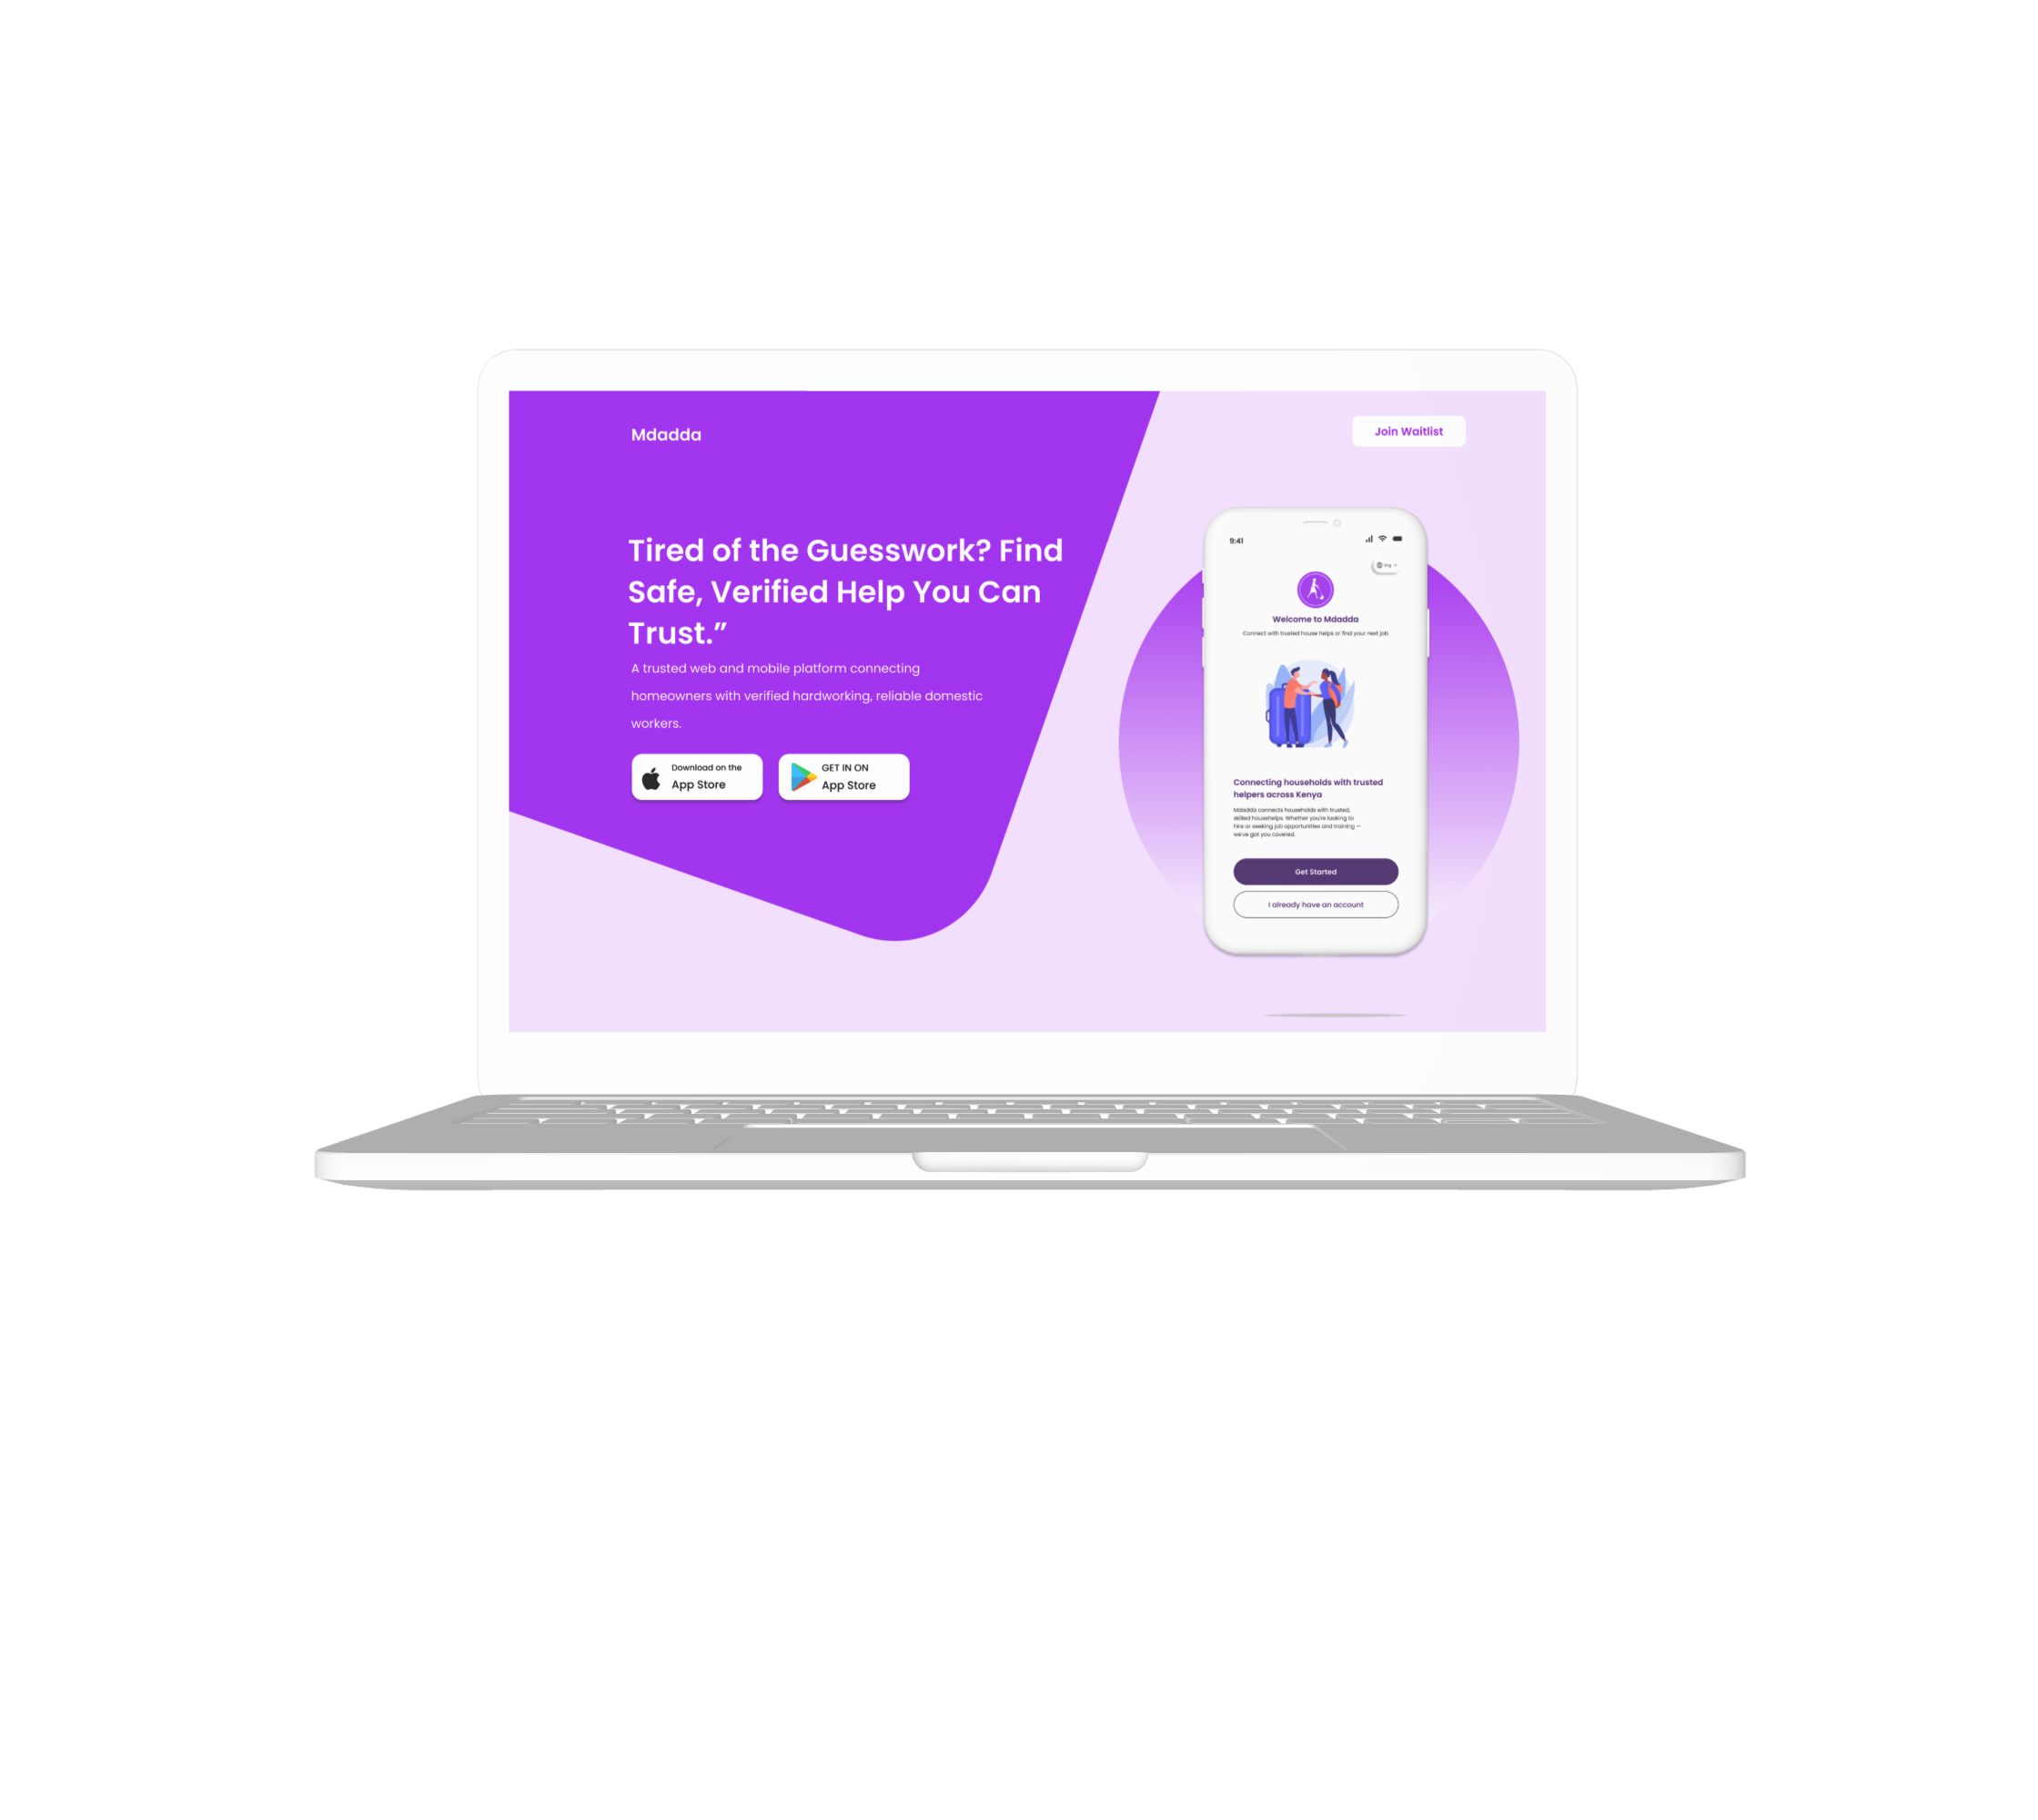 Mdadda
Join Waitlist
Tired of the Guesswork? Find
Safe, Verified Help You Can
Trust.”
A trusted web and mobile platform connecting
homeowners with verified hardworking, reliable domestic
workers.
Download on the
App Store
GET IN ON
App Store
9:41
Eng
Welcome to Mdadda
Connect with trusted house helps or find your next job
Connecting households with trusted
helpers across Kenya
Mdadda connects households with trusted,
skilled househelps. Whether you're looking to
hire or seeking job opportunities and training —
we've got you covered.
Get Started
I already have an account